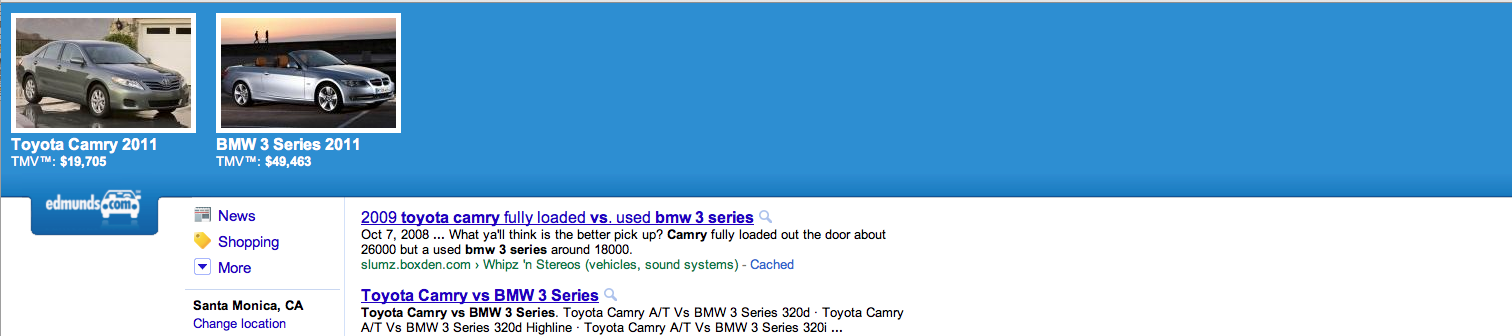 Toyota Camry 2011
TMV™: $19,705
BMW 3 Series 2011
TMV™: $49,463
edmunds.com
News
Shopping
More
Santa Monica, CA
Change location
2009 toyota camry fully loaded vs. used bmw 3 series
Oct 7, 2008 ... What ya'll think is the better pick up? Camry fully loaded out the door about
26000 but a used bmw 3 series around 18000.
slumz.boxden.com › Whipz 'n Stereos (vehicles, sound systems) - Cached
Toyota Camry vs BMW 3 Series
Toyota Camry vs BMW 3 Series. Toyota Camry A/T Vs BMW 3 Series 320d · Toyota Camry
A/T Vs BMW 3 Series 320d Highline · Toyota Camry A/T Vs BMW 3 Series 320i ...